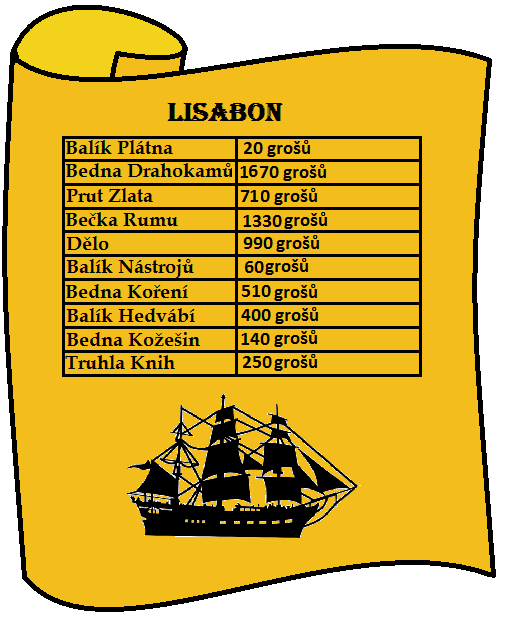 LISABON
Balík Plátna 20 grošů
Bedna Drahokamů 1670 grošů
Prut Zlata 710 grošů
Bečka Rumu 1330 grošů
Dělo 990 grošů
Balík Nástrojů 60 grošů
Bedna Koření 510 grošů
Balík Hedvábí 400 grošů
Bedna Kožešin 140 grošů
Truhla Knih 250 grošů